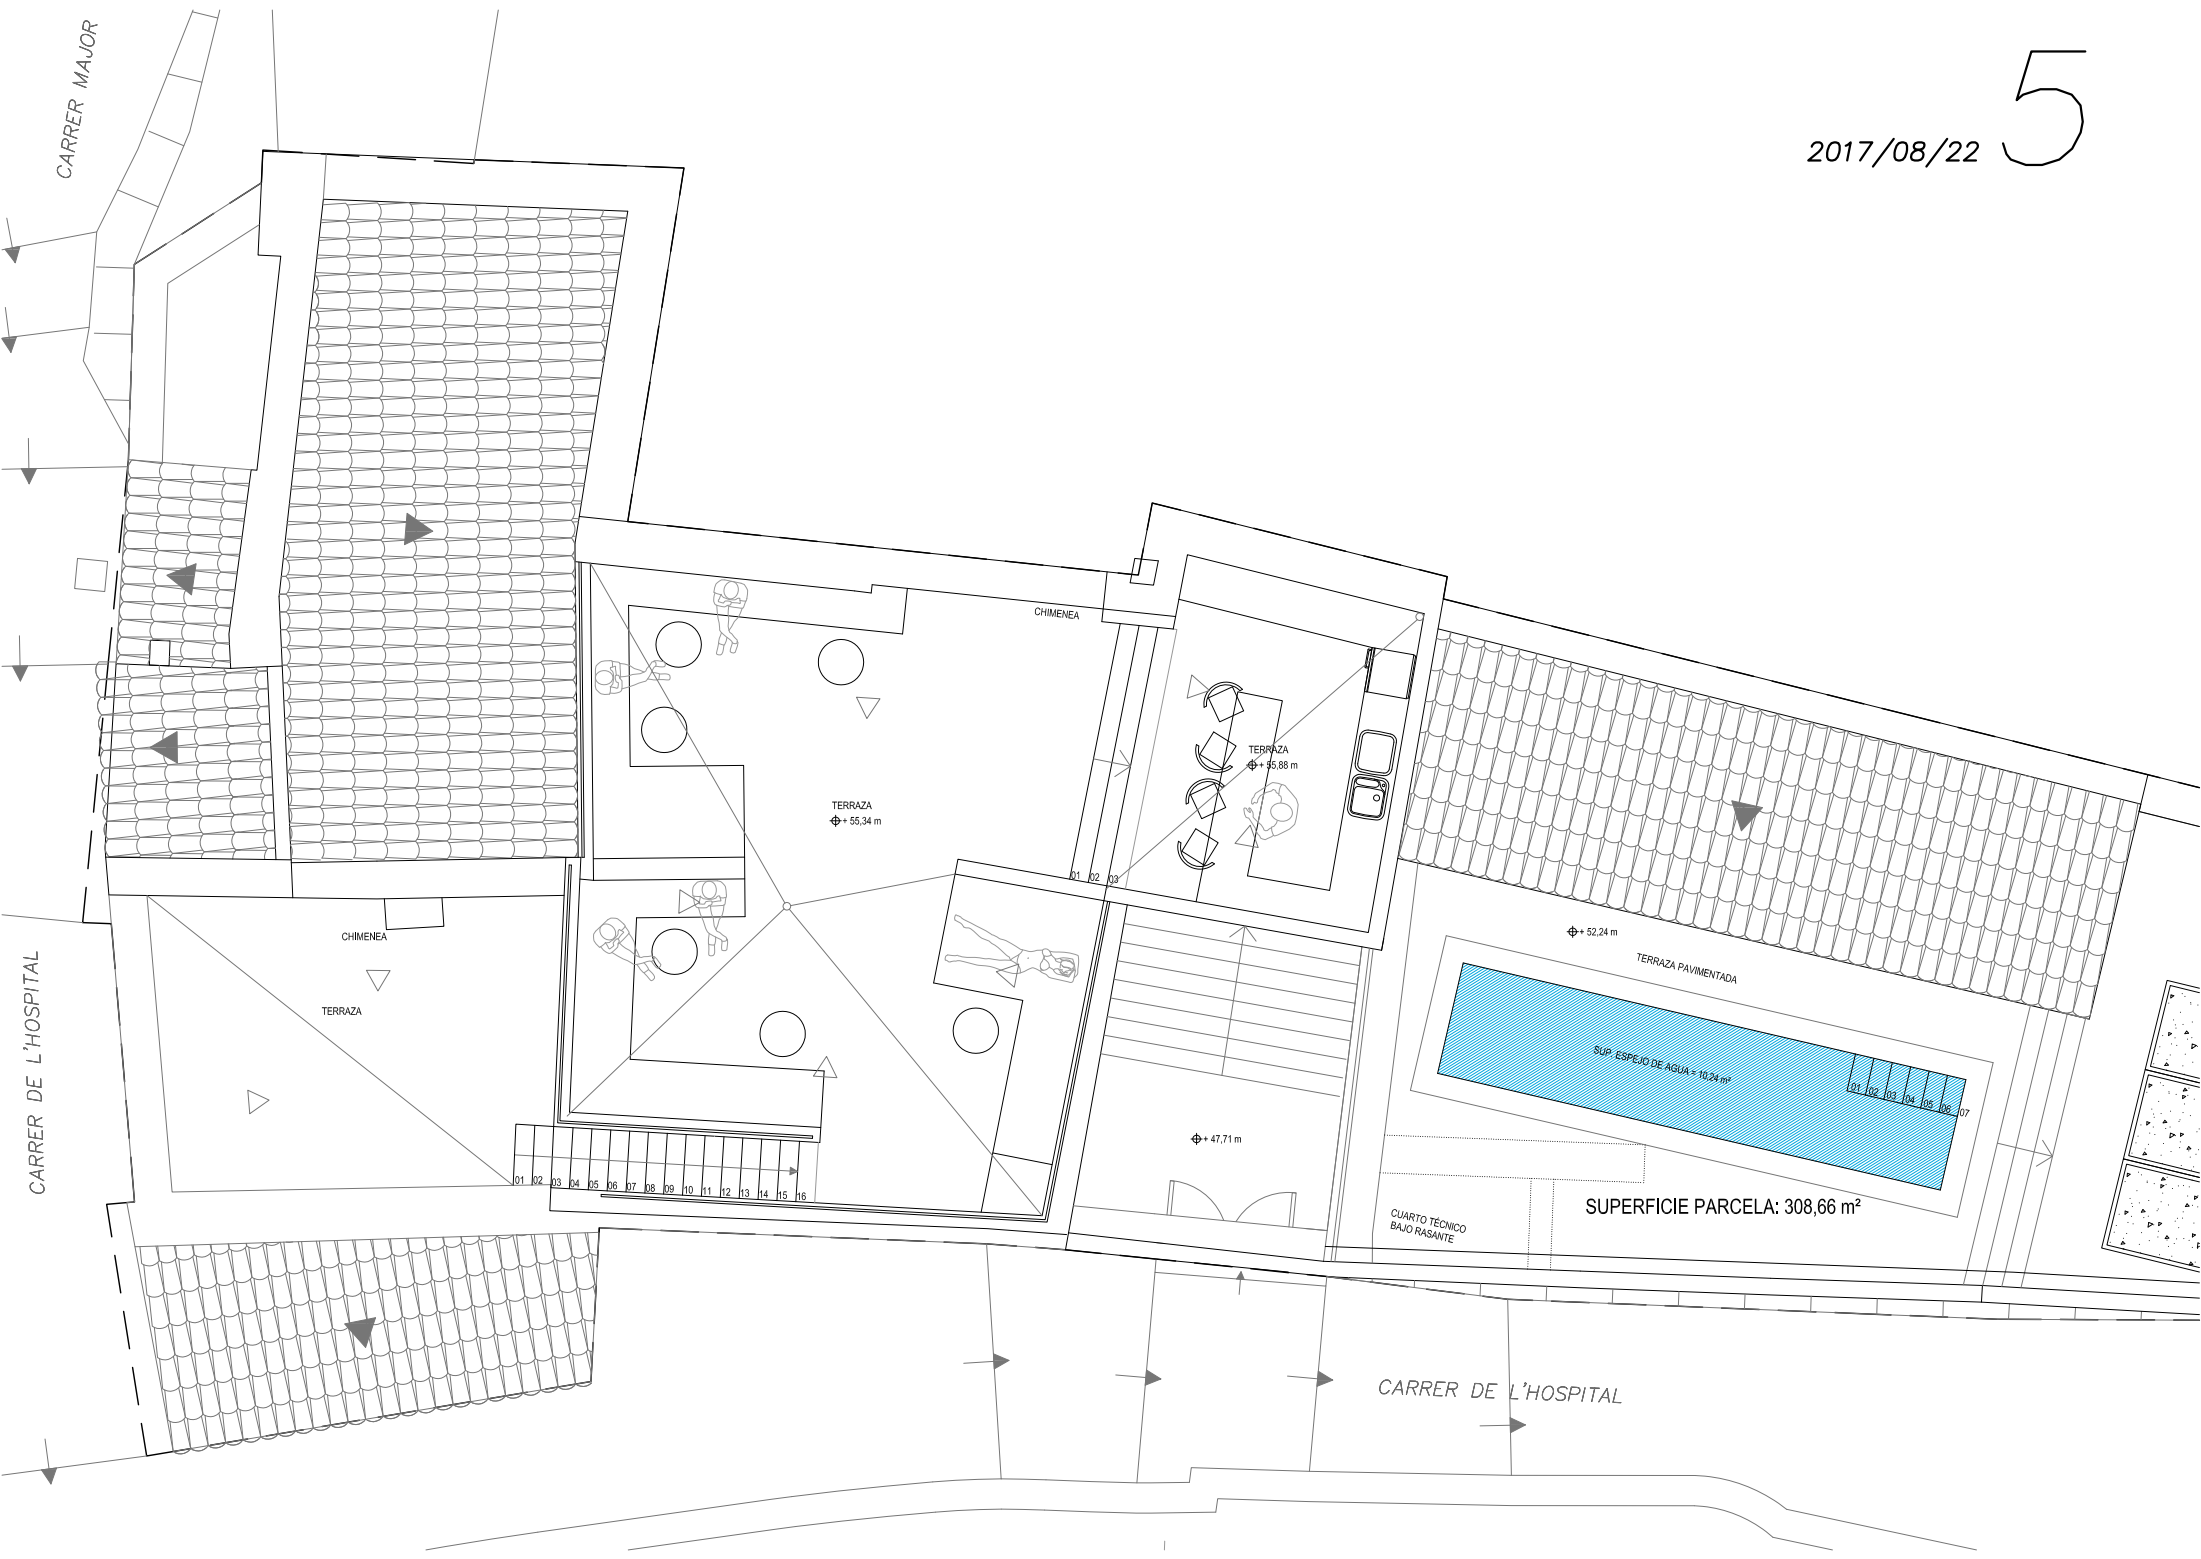 CARRER MAJOR
5
2017/08/22
CHIMENEA
TERRAZA
+ 55,88 m
TERRAZA
+ 55,34 m
01 02 03
CHIMENEA
TERRAZA
+ 52,24 m
TERRAZA PAVIMENTADA
SUP. ESPEJO DE AGUA = 10,24 m²
01 02 03 04 05 06 07
CARRER DE L'HOSPITAL
+ 47,71 m
01 02 03 04 05 06 07 08 09 10 11 12 13 14 15 16
SUPERFICIE PARCELA: 308,66 m²
CUARTO TÉCNICO
BAJO RASANTE
CARRER DE L'HOSPITAL